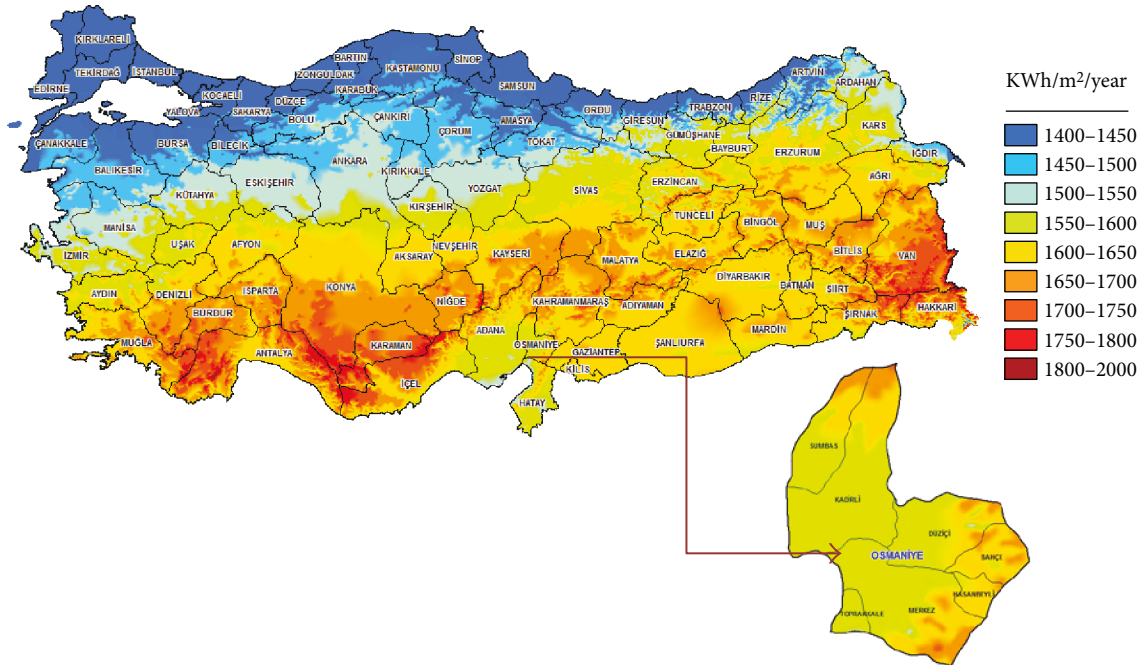 KIRKLARELİ
TEKİRDAĞ
İSTANBUL
EDİRNE
KOCAELİ
YALOVA
SAKARYA
DÜZCE
ZONGULDAK
BARTIN
KARABÜK
KASTAMONU
SİNOP
SAMSUN
ORDU
GİRESUN
TRABZON
RİZE
ARTVİN
ARDAHAN
ÇANAKKALE
BURSA
BİLECİK
BOLU
ÇANKIRI
ÇORUM
AMASYA
TOKAT
GÜMÜŞHANE
BAYBURT
ERZURUM
KARS
IĞDIR
BALIKESİR
KÜTAHYA
ESKİŞEHİR
ANKARA
KIRIKKALE
YOZGAT
SİVAS
ERZİNCAN
AĞRI
MANİSA
UŞAK
AFYON
KIRŞEHİR
NEVŞEHİR
KAYSERİ
TUNCELİ
BİNGÖL
MUŞ
İZMİR
AKSARAY
MALATYA
ELAZIĞ
BİTLİS
VAN
AYDIN
DENİZLİ
ISPARTA
KONYA
NİĞDE
KAHRAMANMARAŞ
ADIYAMAN
DİYARBAKIR
BATMAN
SİİRT
ŞIRNAK
HAKKARİ
BURDUR
MUĞLA
ANTALYA
KARAMAN
İÇEL
ADANA
OSMANİYE
GAZİANTEP
KİLİS
ŞANLIURFA
MARDİN
HATAY
KWh/m²/year
1400–1450
1450–1500
1500–1550
1550–1600
1600–1650
1650–1700
1700–1750
1750–1800
1800–2000
SUMBAS
KADİRLİ
DÜZİÇİ
BAHÇE
OSMANİYE
HASANBEYLİ
TOPRAKKALE
MERKEZ